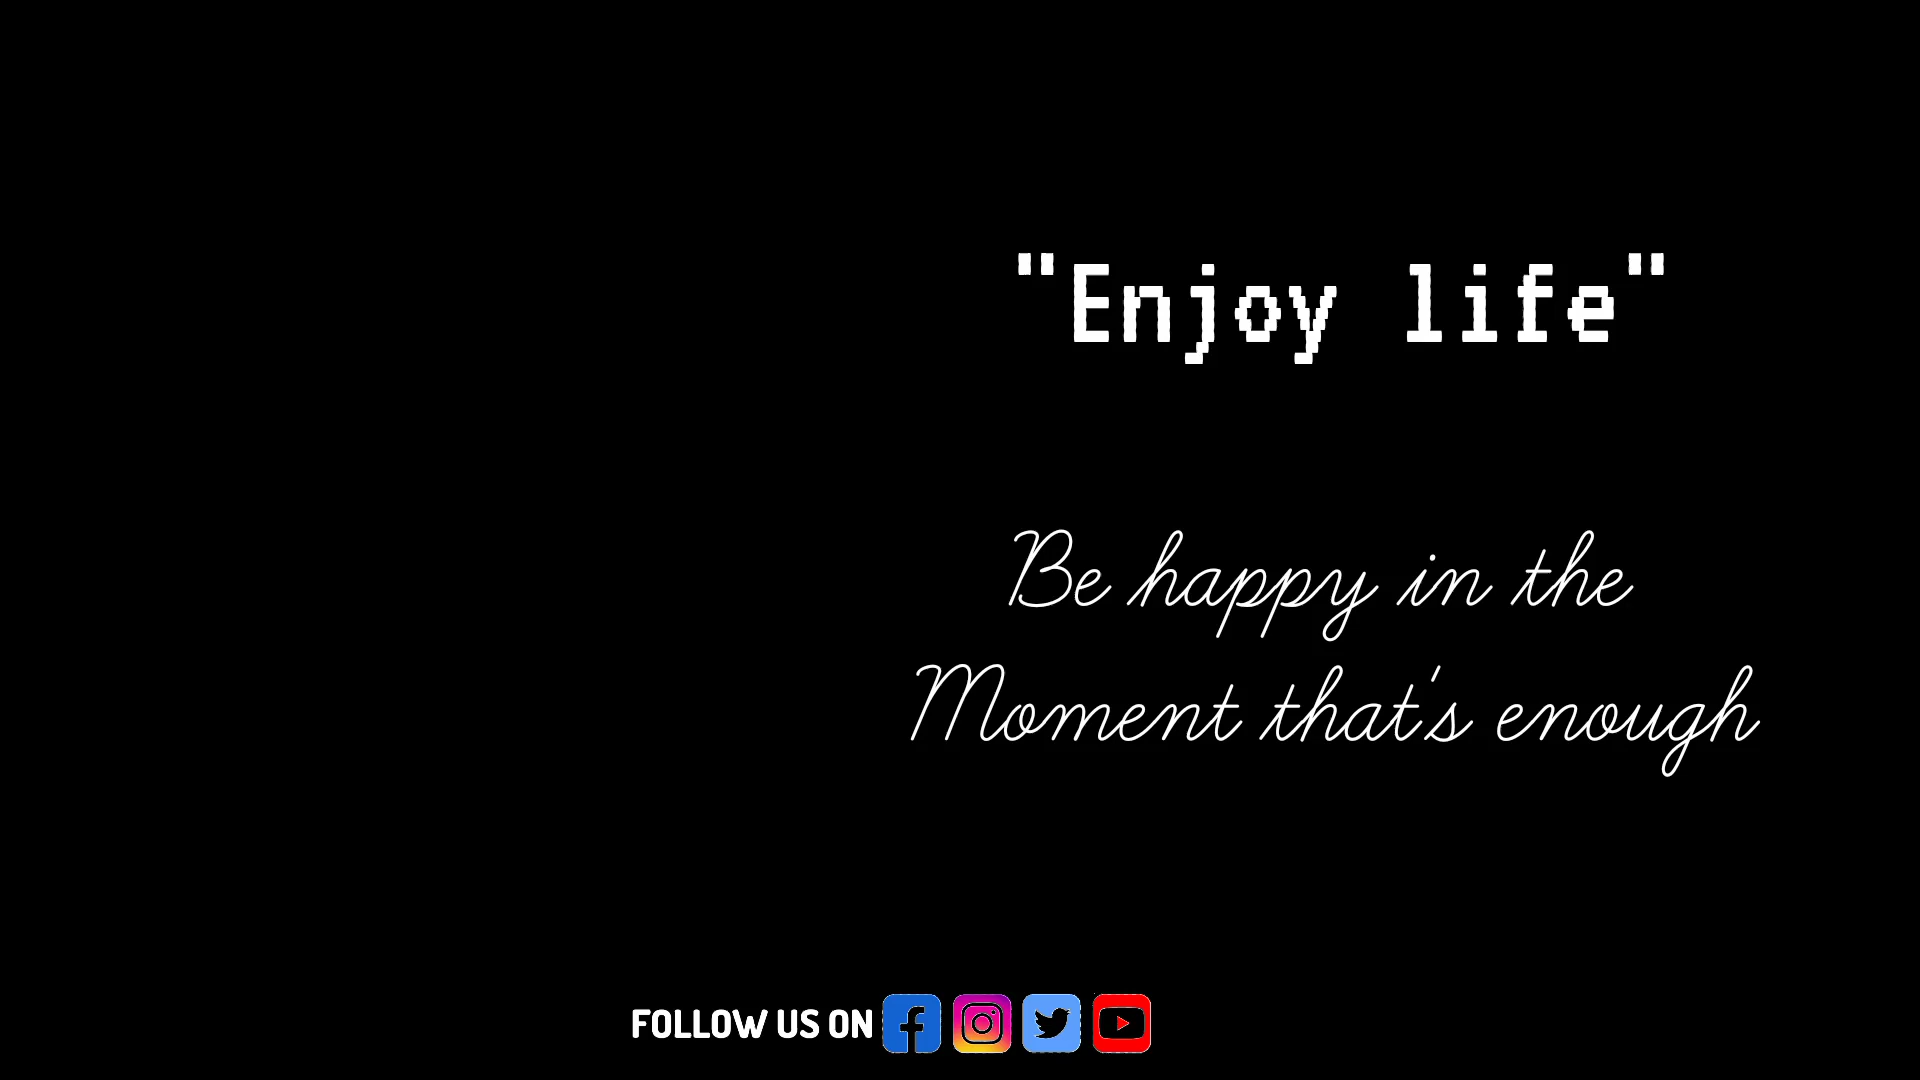 "Enjoy life"
Be happy in the
Moment that's enough
FOLLOW US ON